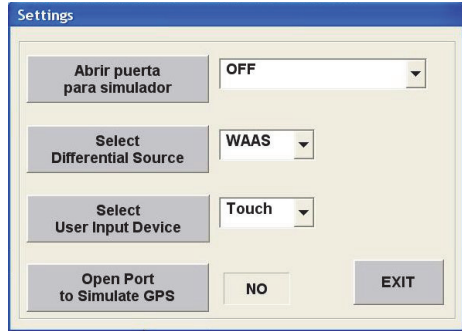 Settings
Abrir puerta
para simulador
OFF
Select
Differential Source
WAAS
Select
User Input Device
Touch
Open Port
to Simulate GPS
NO
EXIT